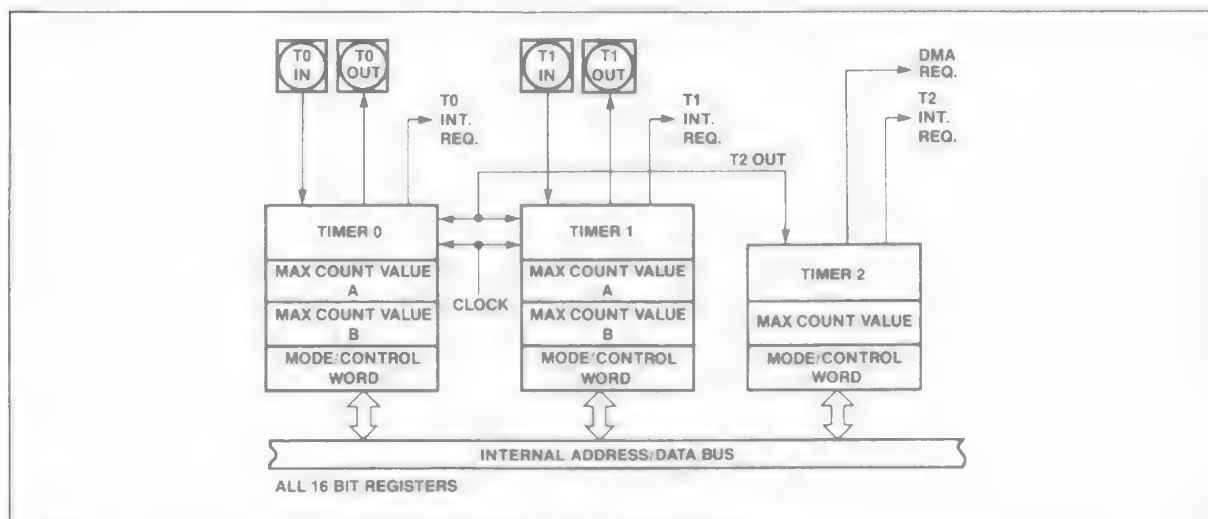 T0
IN
T0
OUT
T1
IN
T1
OUT
DMA
REQ.
T0
INT.
REQ.
T1
INT.
REQ.
T2
INT.
REQ.
T2 OUT
TIMER 0
MAX COUNT VALUE
A
MAX COUNT VALUE
B
MODE/CONTROL
WORD
CLOCK
TIMER 1
MAX COUNT VALUE
A
MAX COUNT VALUE
B
MODE/CONTROL
WORD
TIMER 2
MAX COUNT VALUE
MODE/CONTROL
WORD
INTERNAL ADDRESS/DATA BUS
ALL 16 BIT REGISTERS